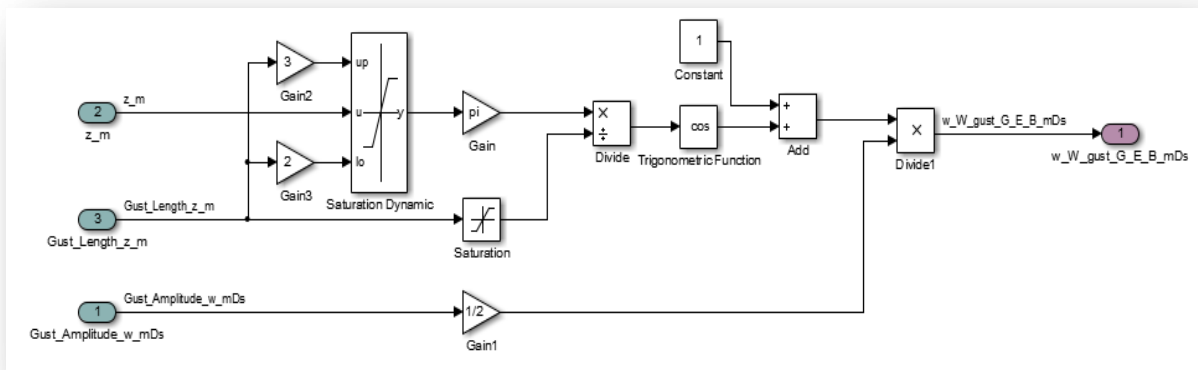 1
Constant
3
Gain2
up
u
y
lo
Saturation Dynamic
2
z_m
z_m
2
Gain3
pi
Gain
×
÷
Divide
cos
Trigonometric Function
+
+
Add
×
Divide1
w_W_gust_G_E_B_mDs
1
w_W_gust_G_E_B_mDs
3
Gust_Length_z_m
Gust_Length_z_m
Saturation
1
Gust_Amplitude_w_mDs
Gust_Amplitude_w_mDs
1/2
Gain1